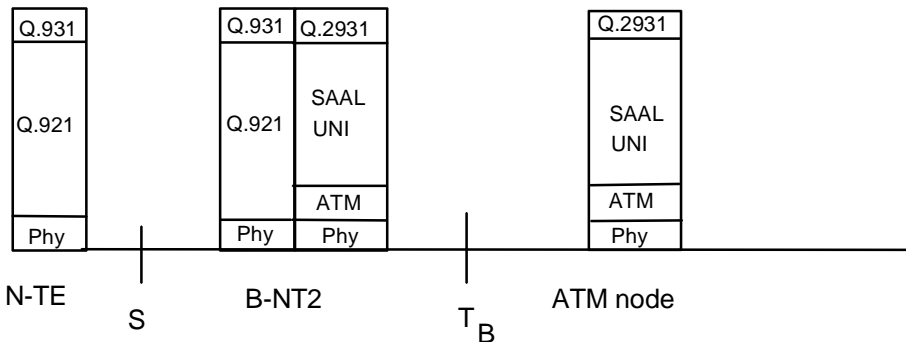 Q.931
Q.921
Phy
Q.931 Q.2931
Q.921
SAAL
UNI
ATM
Phy Phy
Q.2931
SAAL
UNI
ATM
Phy
N-TE
S
B-NT2
T B
ATM node